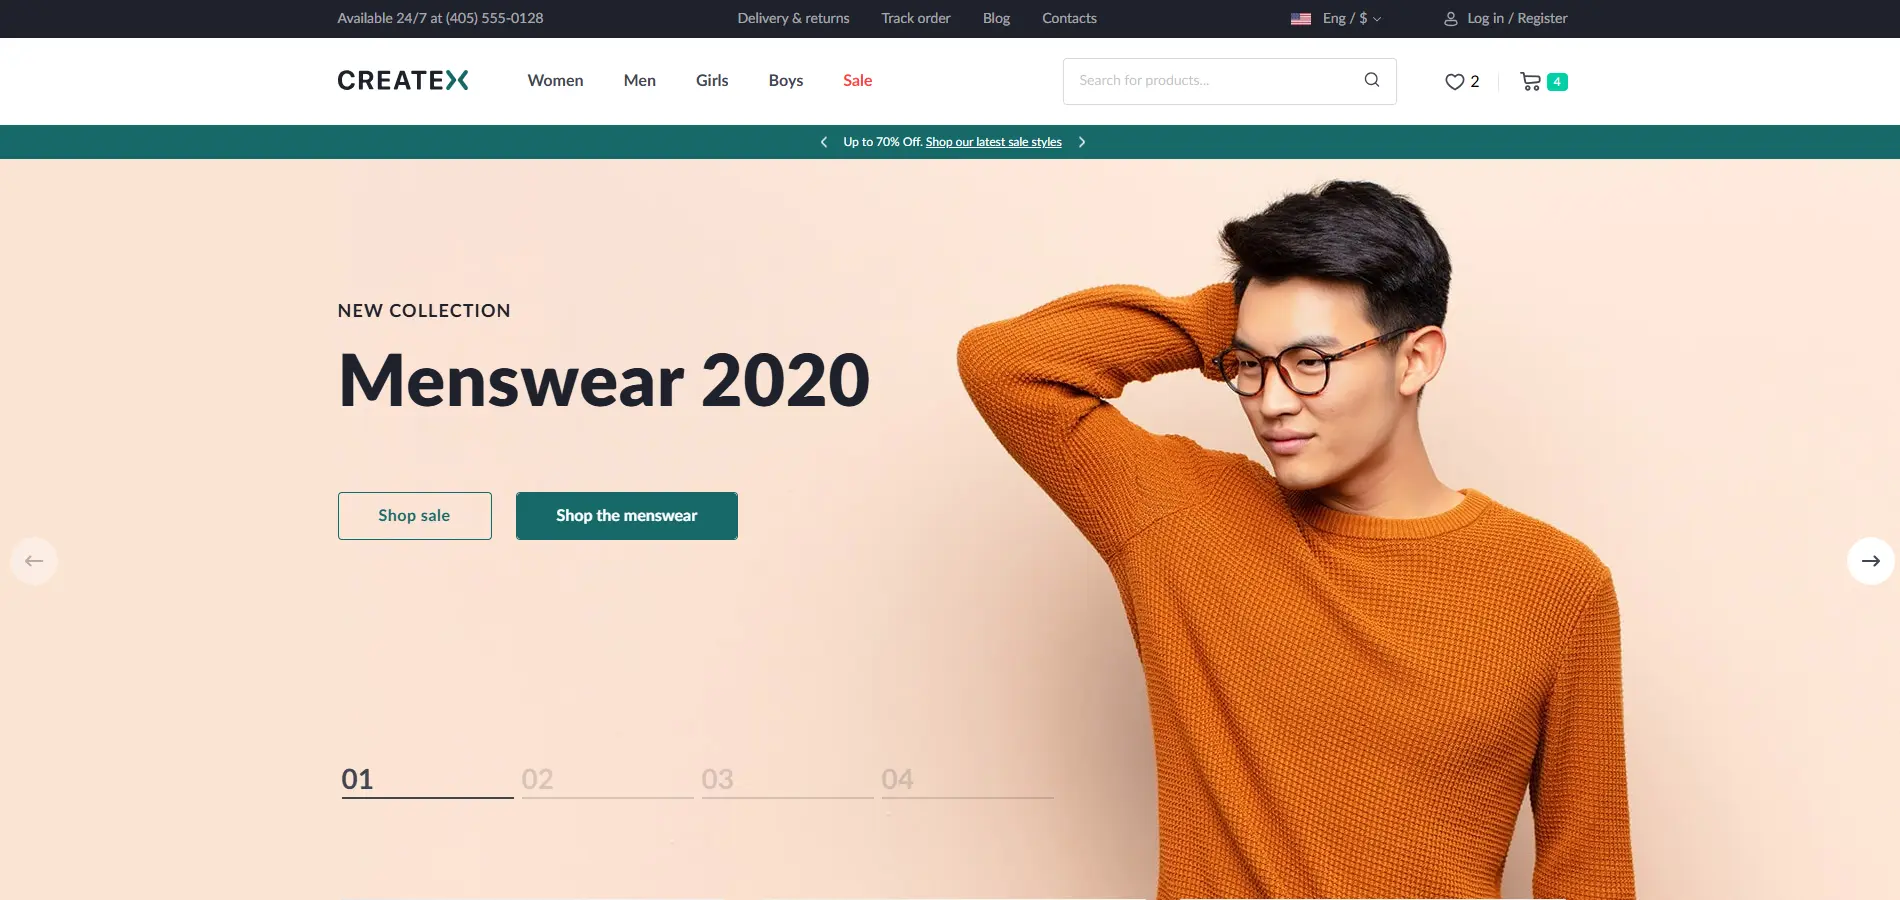 Available 24/7 at (405) 555-0128
Delivery & returns
Track order
Blog
Contacts
Eng / $
Log in / Register
CREATEX
Women
Men
Girls
Boys
Sale
Search for products...
2
4
Up to 70% Off. Shop our latest sale styles
NEW COLLECTION
Menswear 2020
Shop sale
Shop the menswear
01
02
03
04